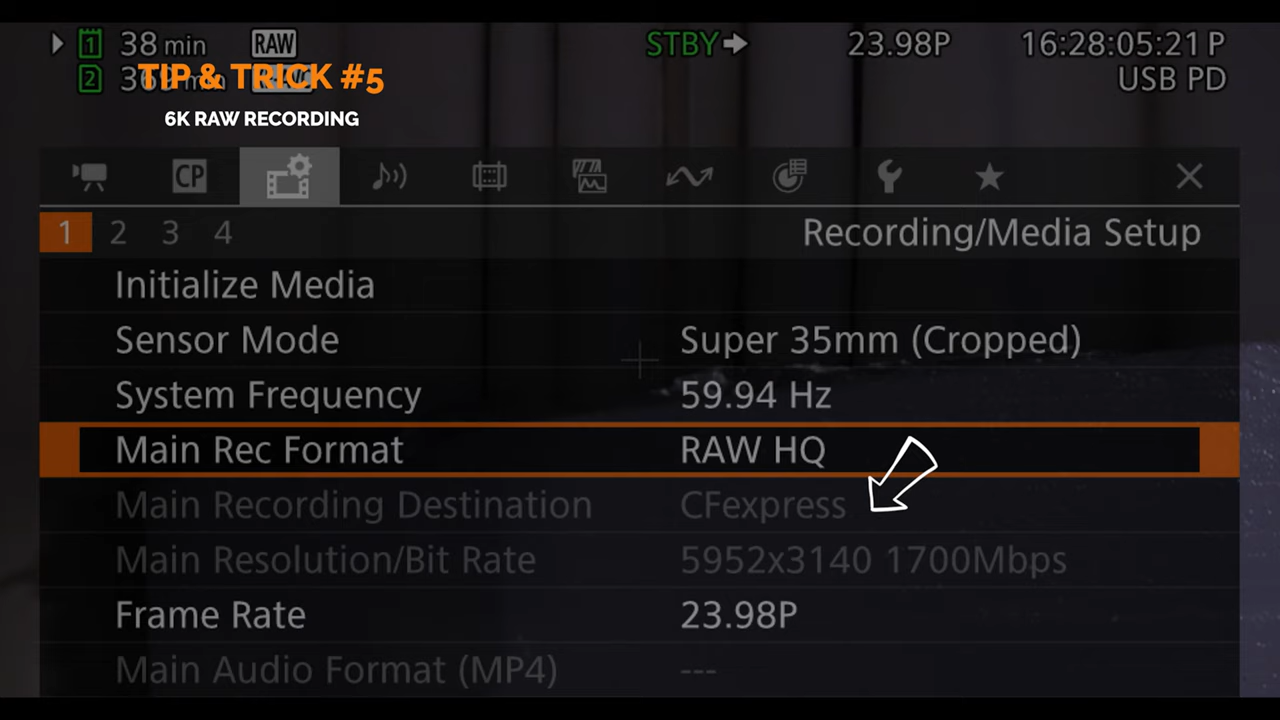 1 38 min RAW STBY 23.98P 16:28:05:21 P
2 USB PD
TIP & TRICK #5
6K RAW RECORDING
CP
1 2 3 4 Recording/Media Setup
Initialize Media
Sensor Mode Super 35mm (Cropped)
System Frequency 59.94 Hz
Main Rec Format RAW HQ
Main Recording Destination CFexpress
Main Resolution/Bit Rate 5952x3140 1700Mbps
Frame Rate 23.98P
Main Audio Format (MP4) ---